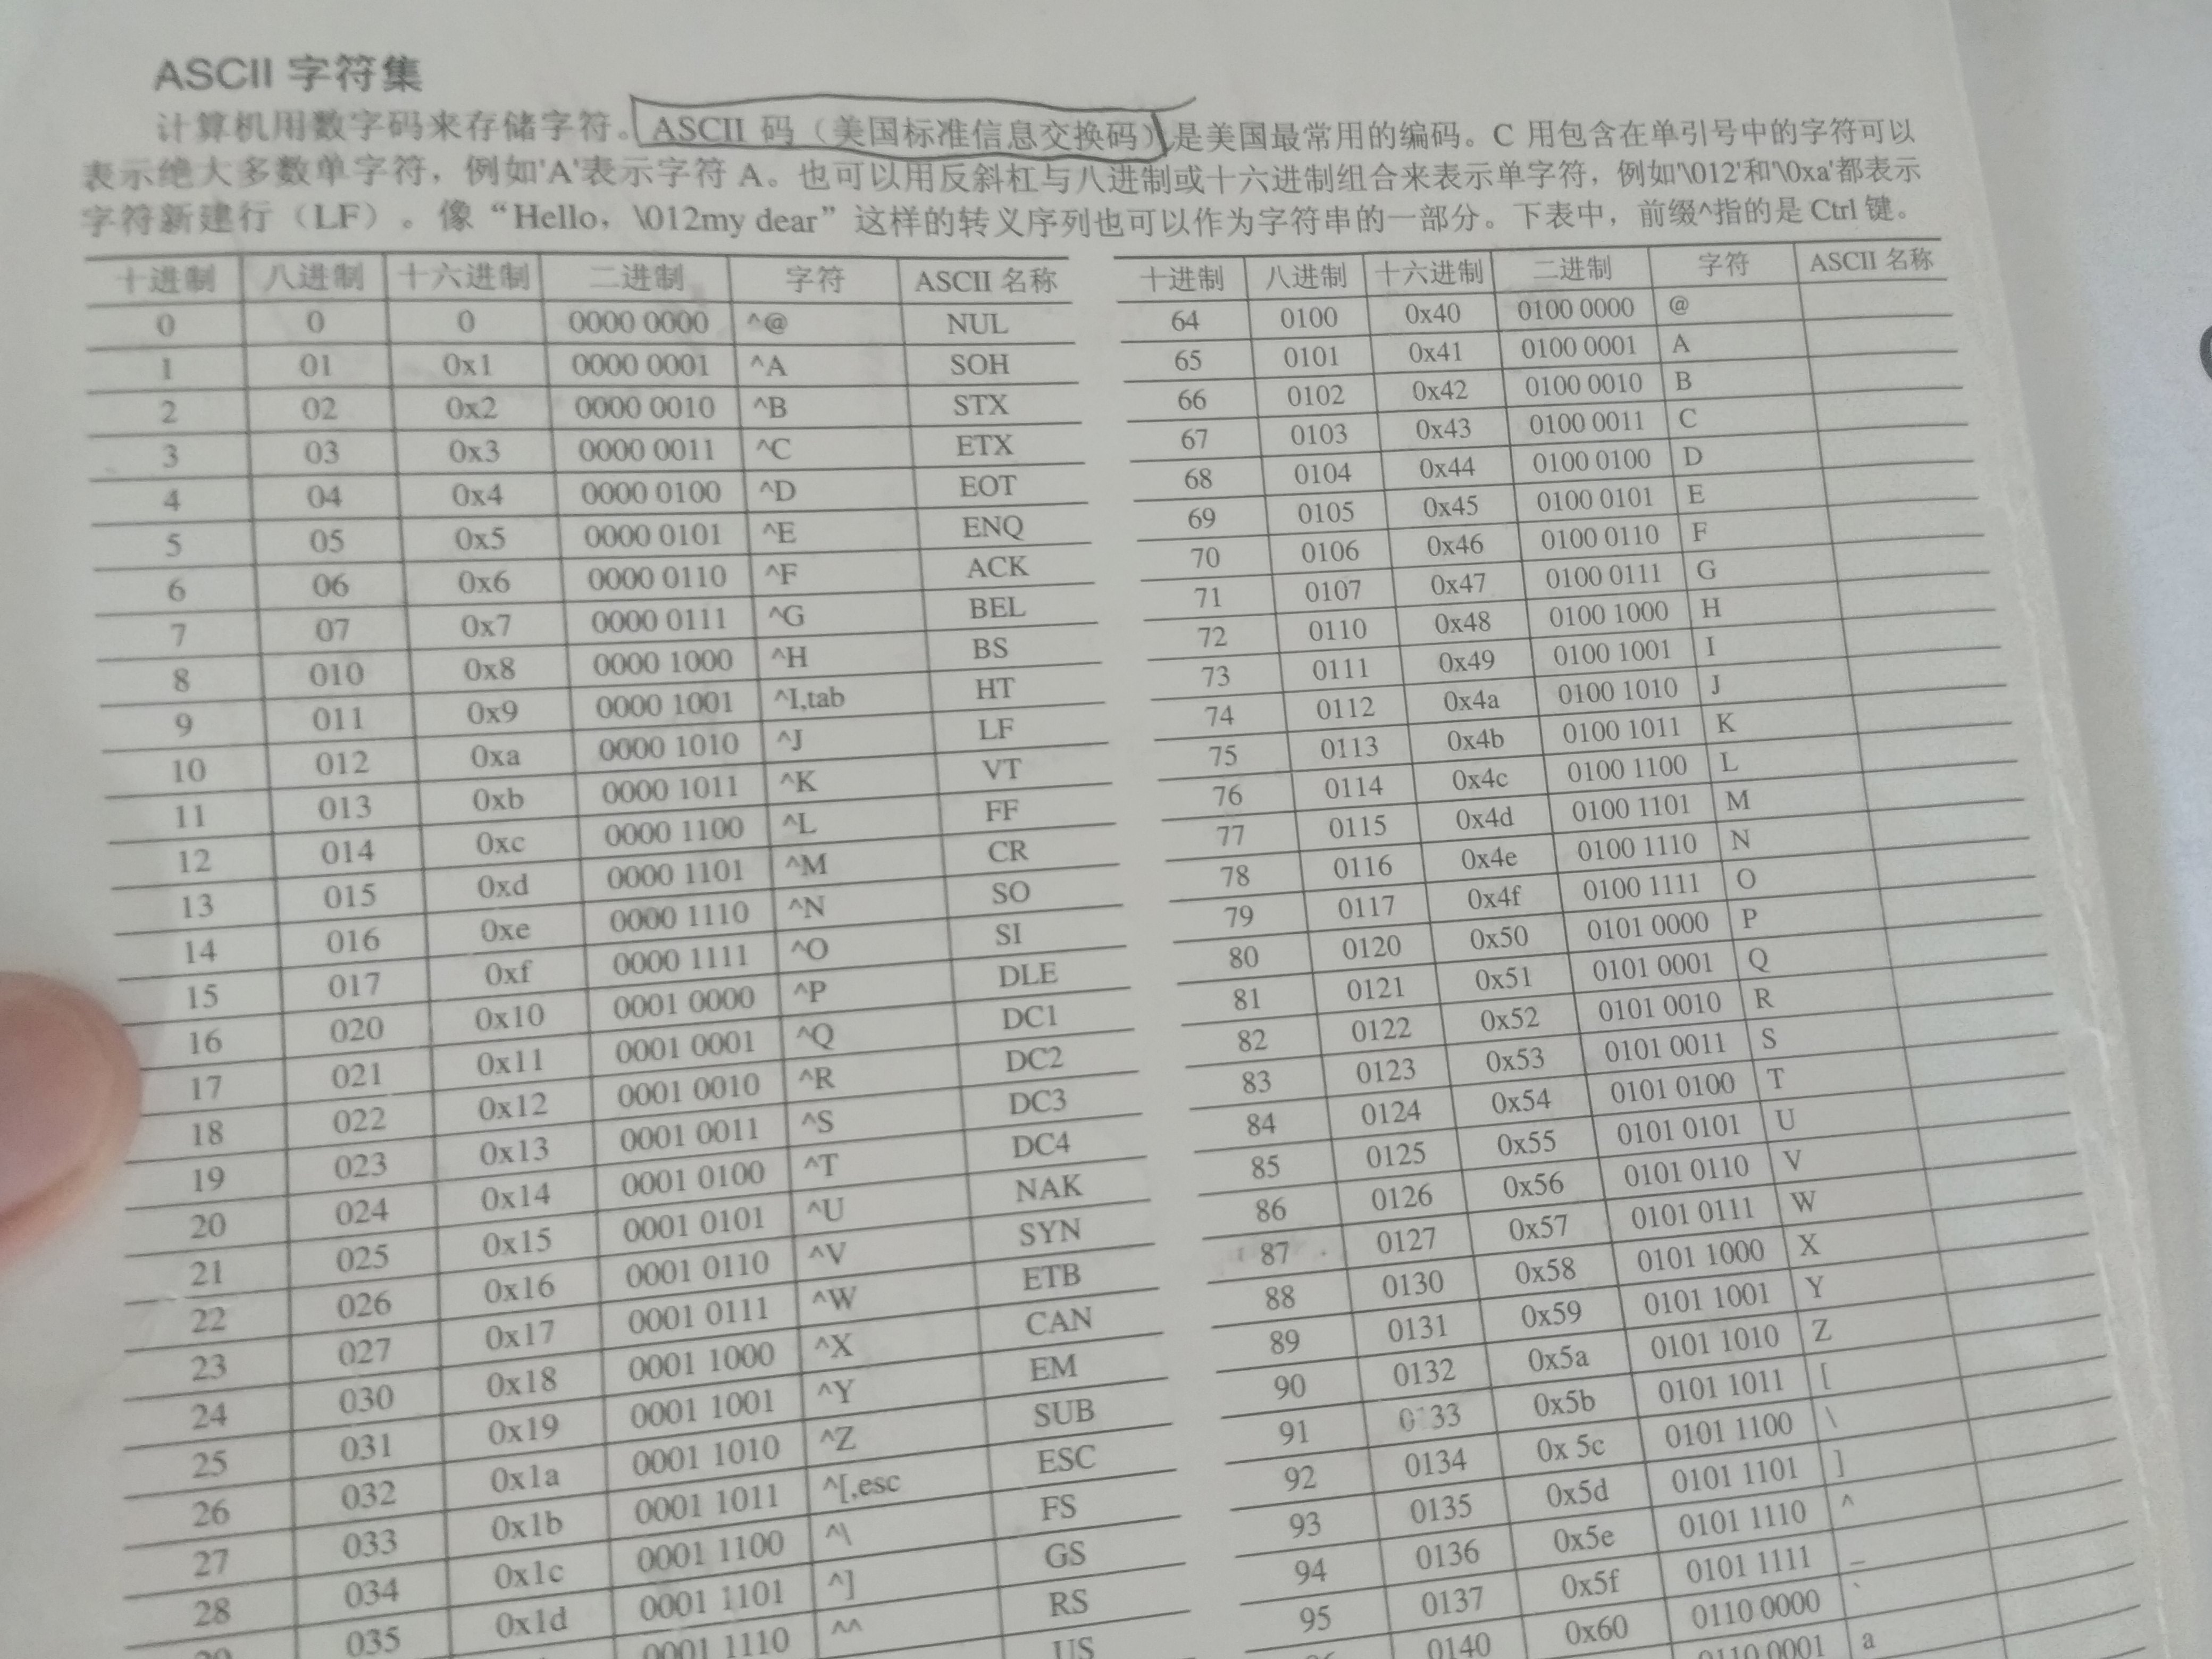 ASCII 字符集
计算机用数字码来存储字符。ASCII 码（美国标准信息交换码）是美国最常用的编码。C 用包含在单引号中的字符可以
表示绝大多数单字符，例如'A'表示字符 A。也可以用反斜杠与八进制或十六进制组合来表示单字符，例如'\012'和'\0xa'都表示
字符新建行（LF）。像“Hello，\012my dear”这样的转义序列也可以作为字符串的一部分。下表中，前缀^指的是 Ctrl 键。
十进制 八进制 十六进制 二进制 字符 ASCII 名称
0 0 0 0000 0000 ^@ NUL
1 01 0x1 0000 0001 ^A SOH
2 02 0x2 0000 0010 ^B STX
3 03 0x3 0000 0011 ^C ETX
4 04 0x4 0000 0100 ^D EOT
5 05 0x5 0000 0101 ^E ENQ
6 06 0x6 0000 0110 ^F ACK
7 07 0x7 0000 0111 ^G BEL
8 010 0x8 0000 1000 ^H BS
9 011 0x9 0000 1001 ^I,tab HT
10 012 0xa 0000 1010 ^J LF
11 013 0xb 0000 1011 ^K VT
12 014 0xc 0000 1100 ^L FF
13 015 0xd 0000 1101 ^M CR
14 016 0xe 0000 1110 ^N SO
15 017 0xf 0000 1111 ^O SI
16 020 0x10 0001 0000 ^P DLE
17 021 0x11 0001 0001 ^Q DC1
18 022 0x12 0001 0010 ^R DC2
19 023 0x13 0001 0011 ^S DC3
20 024 0x14 0001 0100 ^T DC4
21 025 0x15 0001 0101 ^U NAK
22 026 0x16 0001 0110 ^V SYN
23 027 0x17 0001 0111 ^W ETB
24 030 0x18 0001 1000 ^X CAN
25 031 0x19 0001 1001 ^Y EM
26 032 0x1a 0001 1010 ^Z SUB
27 033 0x1b 0001 1011 ^[,esc ESC
28 034 0x1c 0001 1100 ^\ FS
035 0x1d 0001 1101 ^] GS
0001 1110 ^^ RS
US
十进制 八进制 十六进制 二进制 字符 ASCII 名称
64 0100 0x40 0100 0000 @
65 0101 0x41 0100 0001 A
66 0102 0x42 0100 0010 B
67 0103 0x43 0100 0011 C
68 0104 0x44 0100 0100 D
69 0105 0x45 0100 0101 E
70 0106 0x46 0100 0110 F
71 0107 0x47 0100 0111 G
72 0110 0x48 0100 1000 H
73 0111 0x49 0100 1001 I
74 0112 0x4a 0100 1010 J
75 0113 0x4b 0100 1011 K
76 0114 0x4c 0100 1100 L
77 0115 0x4d 0100 1101 M
78 0116 0x4e 0100 1110 N
79 0117 0x4f 0100 1111 O
80 0120 0x50 0101 0000 P
81 0121 0x51 0101 0001 Q
82 0122 0x52 0101 0010 R
83 0123 0x53 0101 0011 S
84 0124 0x54 0101 0100 T
85 0125 0x55 0101 0101 U
86 0126 0x56 0101 0110 V
87 0127 0x57 0101 0111 W
88 0130 0x58 0101 1000 X
89 0131 0x59 0101 1001 Y
90 0132 0x5a 0101 1010 Z
91 0133 0x5b 0101 1011 [
92 0134 0x 5c 0101 1100 \
93 0135 0x5d 0101 1101 ]
94 0136 0x5e 0101 1110 ^
95 0137 0x5f 0101 1111 _
0140 0x60 0110 0000 `
0110 0001 a